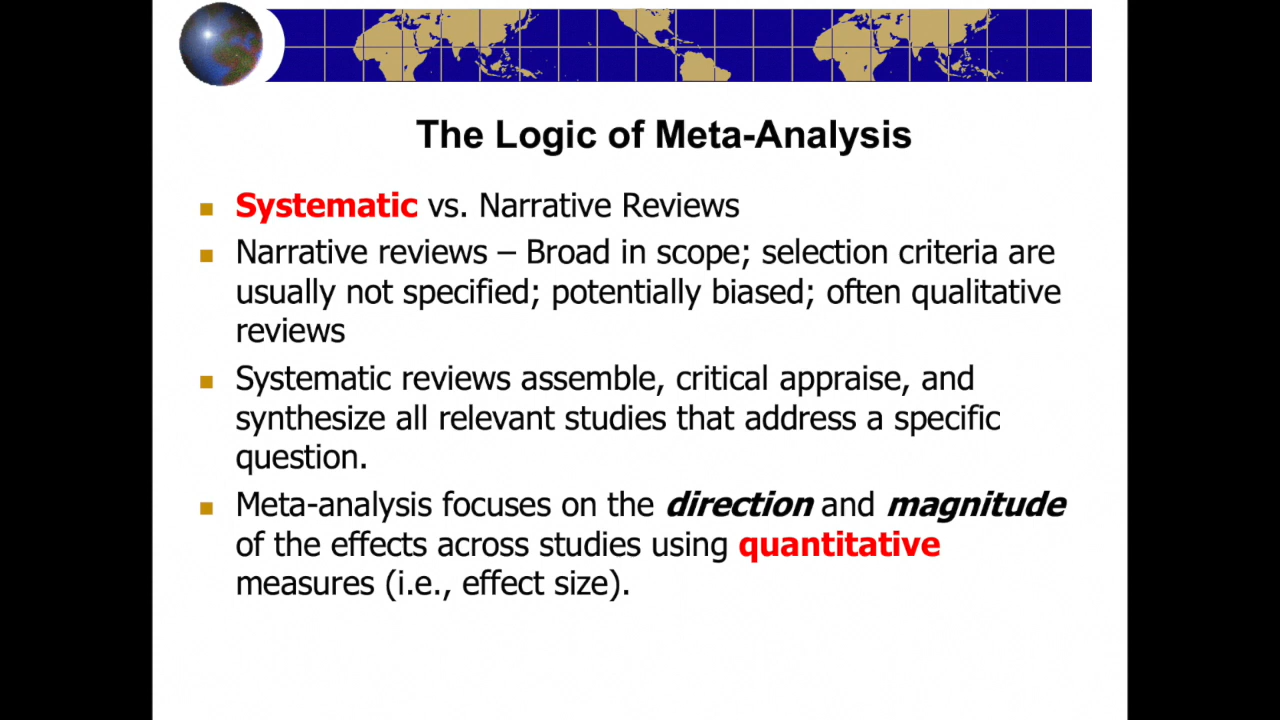 The Logic of Meta-Analysis
Systematic vs. Narrative Reviews
Narrative reviews – Broad in scope; selection criteria are
usually not specified; potentially biased; often qualitative
reviews
Systematic reviews assemble, critical appraise, and
synthesize all relevant studies that address a specific
question.
Meta-analysis focuses on the direction and magnitude
of the effects across studies using quantitative
measures (i.e., effect size).